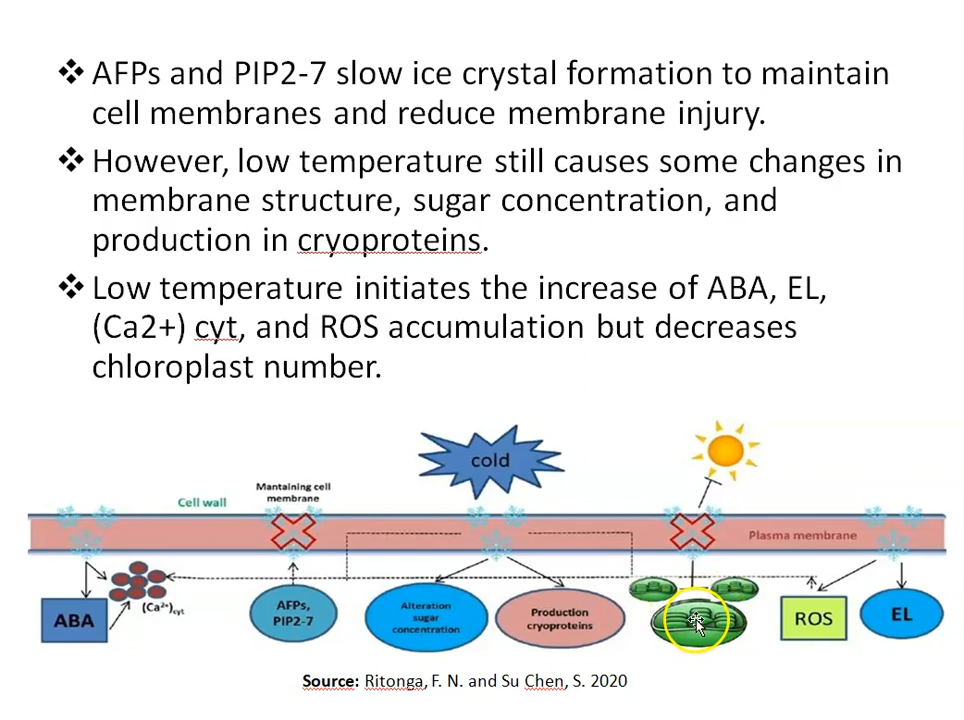 ❖ AFPs and PIP2-7 slow ice crystal formation to maintain
cell membranes and reduce membrane injury.
❖ However, low temperature still causes some changes in
membrane structure, sugar concentration, and
production in cryoproteins.
❖ Low temperature initiates the increase of ABA, EL,
(Ca2+) cyt, and ROS accumulation but decreases
chloroplast number.
cold
Mantaining cell
membrane
Cell wall
Plasma membrane
(Ca²⁺)cyt
ABA
AFPs,
PIP2-7
Alteration
sugar
concentration
Production
cryoproteins
ROS
EL
Source: Ritonga, F. N. and Su Chen, S. 2020